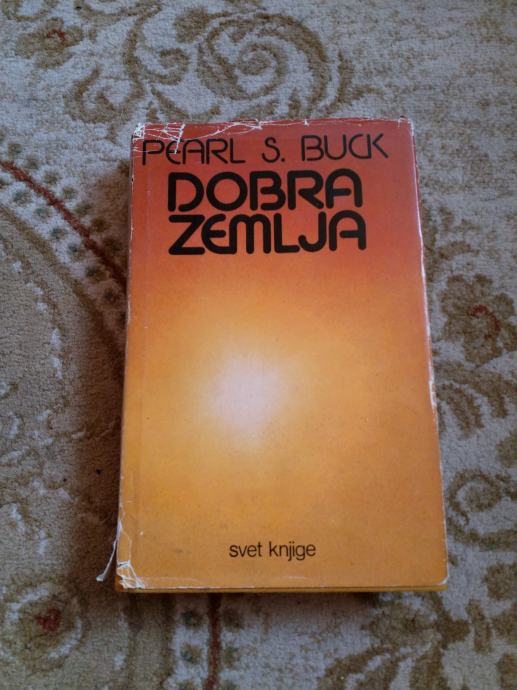 PEARL S. BUCK
DOBRA
ZEMLJA
svet knjige